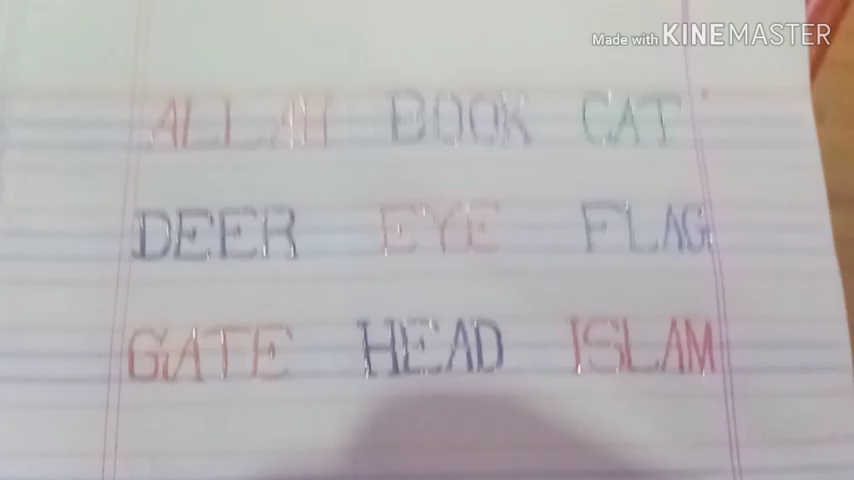 Made with KINEMASTER
ALLAH BOOK CAT
DEER EYE FLAG
GATE HEAD ISLAM